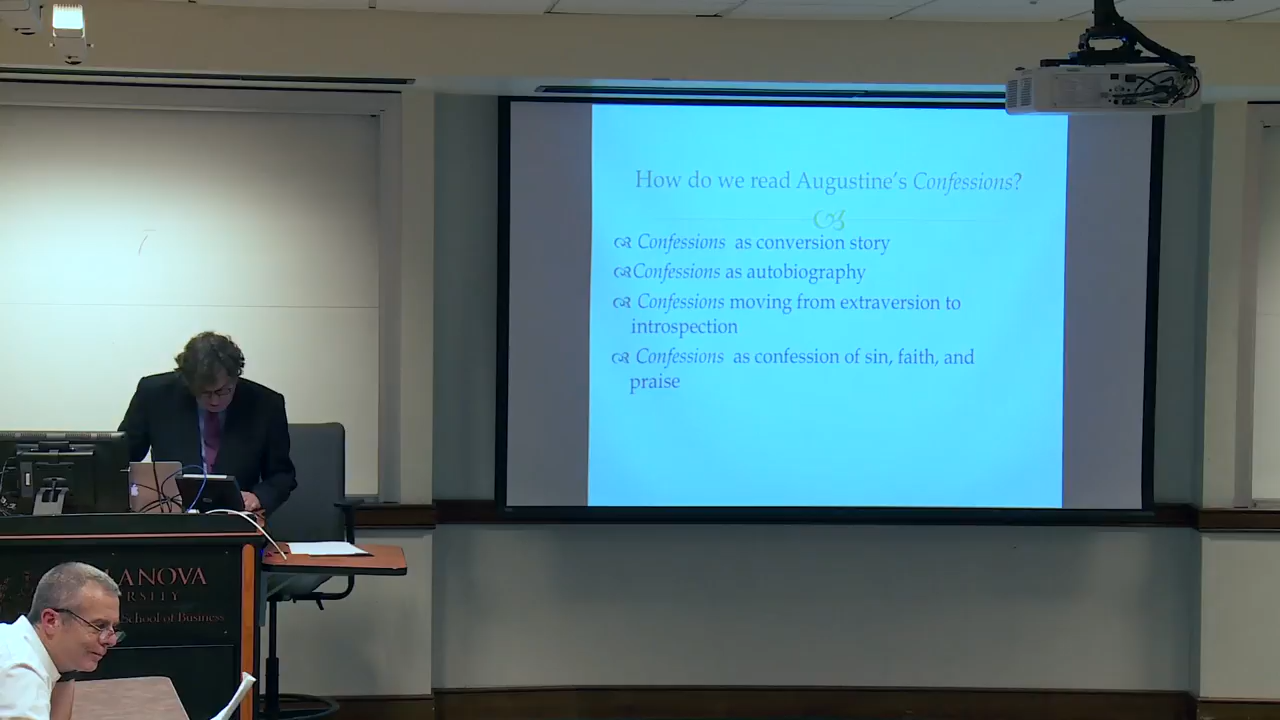 How do we read Augustine's Confessions?
Confessions as conversion story
Confessions as autobiography
Confessions moving from extraversion to
introspection
Confessions as confession of sin, faith, and
praise
LANOVA
RSITY
School of Business